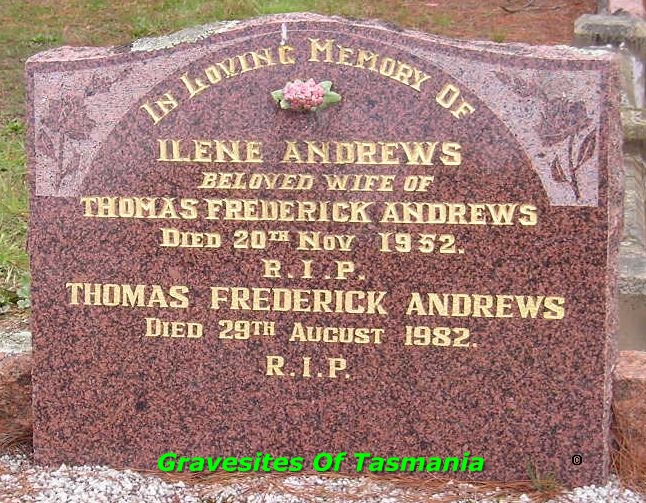 In Loving Memory Of
ILENE ANDREWS
BELOVED WIFE OF
THOMAS FREDERICK ANDREWS
DIED 20TH NOV 1952.
R.I.P.
THOMAS FREDERICK ANDREWS
DIED 29TH AUGUST 1982.
R.I.P.
Gravesites Of Tasmania ©